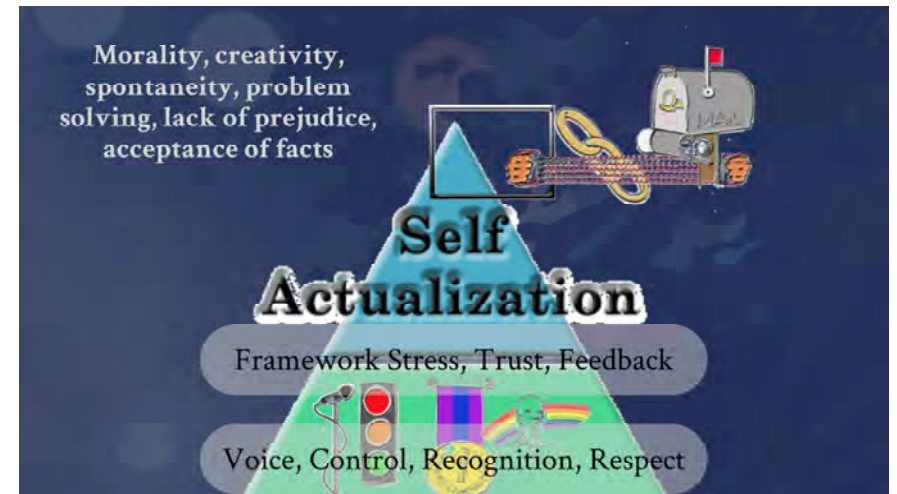 Morality, creativity,
spontaneity, problem
solving, lack of prejudice,
acceptance of facts
MAIL
Self
Actualization
Framework Stress, Trust, Feedback
Voice, Control, Recognition, Respect